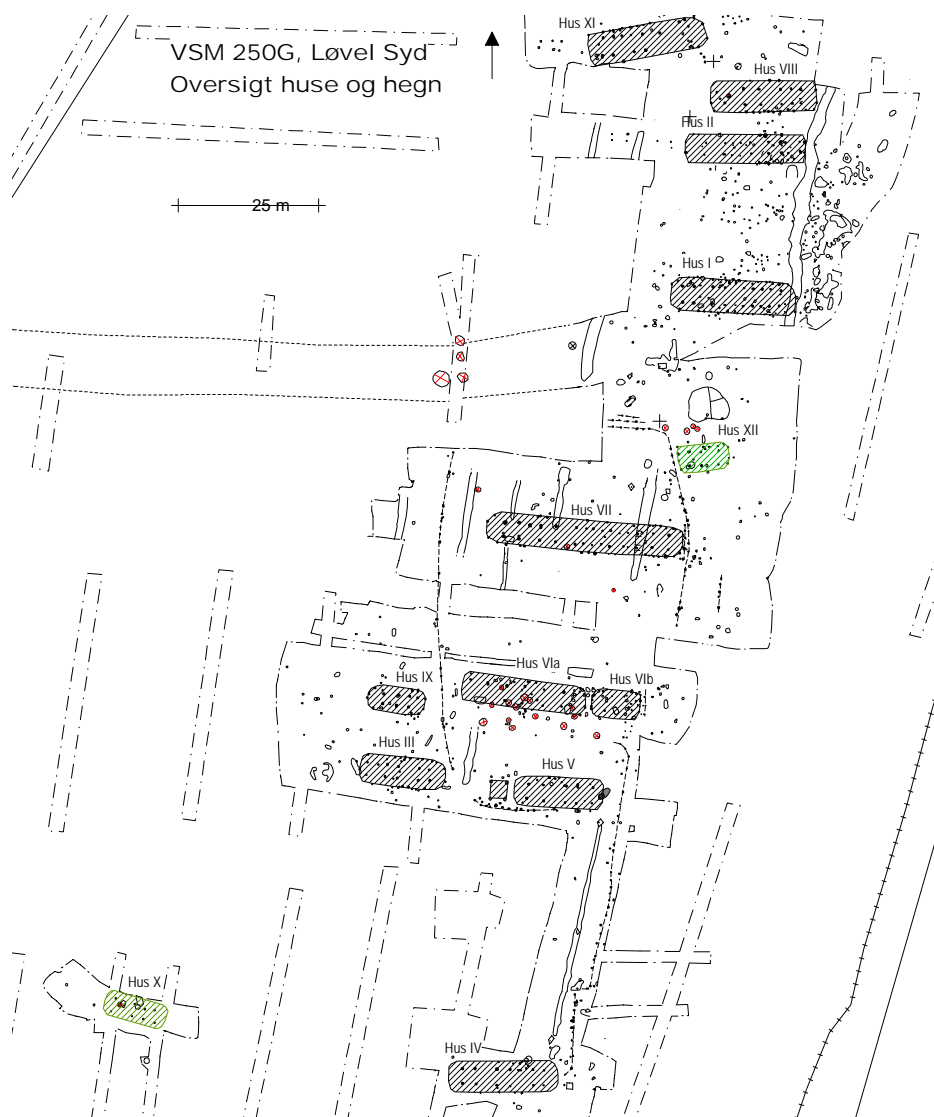 Hus XI
VSM 250G, Løvel Syd
Oversigt huse og hegn
Hus VIII
Hus II
25 m
Hus I
Hus XII
Hus VII
Hus VIa
Hus IX
Hus VIb
Hus III
Hus V
Hus X
Hus IV